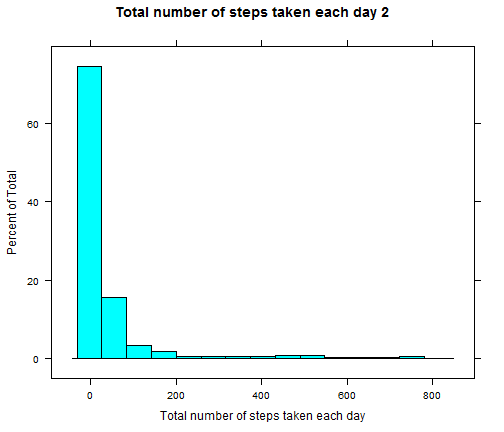 Total number of steps taken each day 2
Percent of Total
60
40
20
0
0 200 400 600 800
Total number of steps taken each day